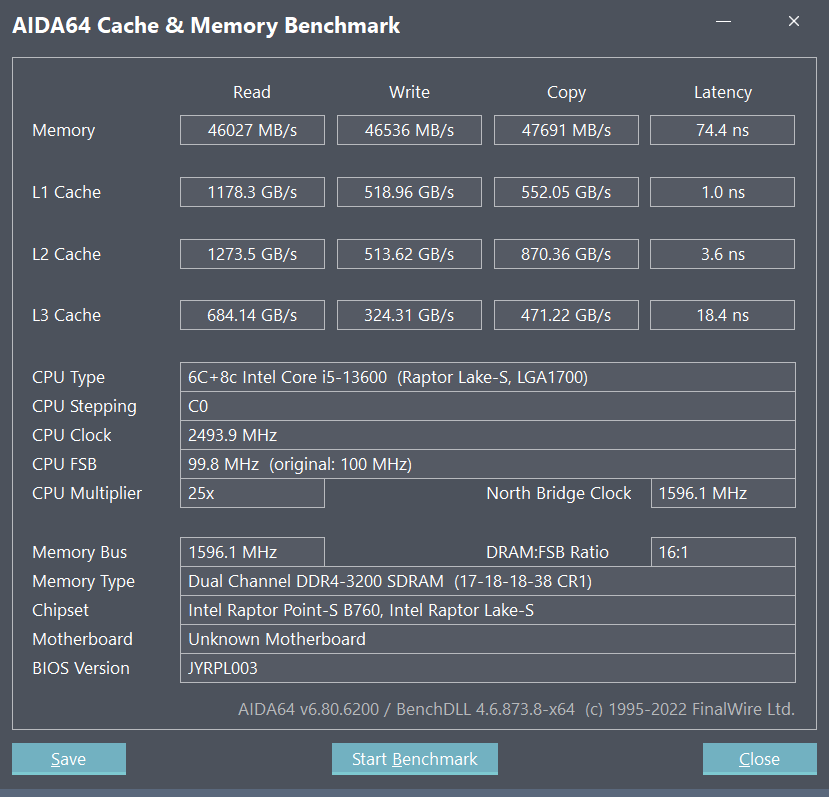 AIDA64 Cache & Memory Benchmark
Read Write Copy Latency
Memory 46027 MB/s 46536 MB/s 47691 MB/s 74.4 ns
L1 Cache 1178.3 GB/s 518.96 GB/s 552.05 GB/s 1.0 ns
L2 Cache 1273.5 GB/s 513.62 GB/s 870.36 GB/s 3.6 ns
L3 Cache 684.14 GB/s 324.31 GB/s 471.22 GB/s 18.4 ns
CPU Type 6C+8c Intel Core i5-13600 (Raptor Lake-S, LGA1700)
CPU Stepping C0
CPU Clock 2493.9 MHz
CPU FSB 99.8 MHz (original: 100 MHz)
CPU Multiplier 25x North Bridge Clock 1596.1 MHz
Memory Bus 1596.1 MHz DRAM:FSB Ratio 16:1
Memory Type Dual Channel DDR4-3200 SDRAM (17-18-18-38 CR1)
Chipset Intel Raptor Point-S B760, Intel Raptor Lake-S
Motherboard Unknown Motherboard
BIOS Version JYRPL003
AIDA64 v6.80.6200 / BenchDLL 4.6.873.8-x64 (c) 1995-2022 FinalWire Ltd.
Save Start Benchmark Close